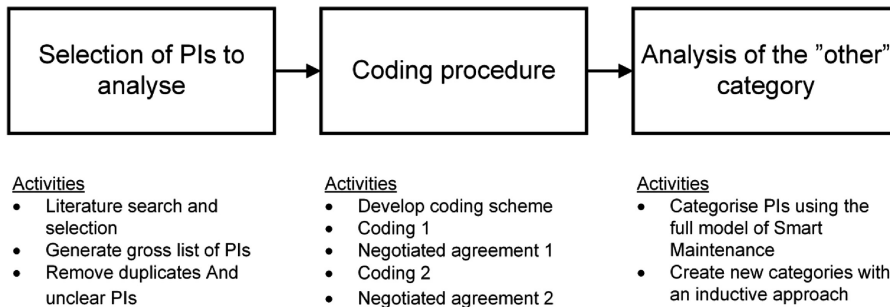 Selection of PIs to
analyse
Coding procedure
Analysis of the ”other”
category
Activities
• Literature search and
selection
• Generate gross list of PIs
• Remove duplicates And
unclear PIs
Activities
• Develop coding scheme
• Coding 1
• Negotiated agreement 1
• Coding 2
• Negotiated agreement 2
Activities
• Categorise PIs using the
full model of Smart
Maintenance
• Create new categories with
an inductive approach